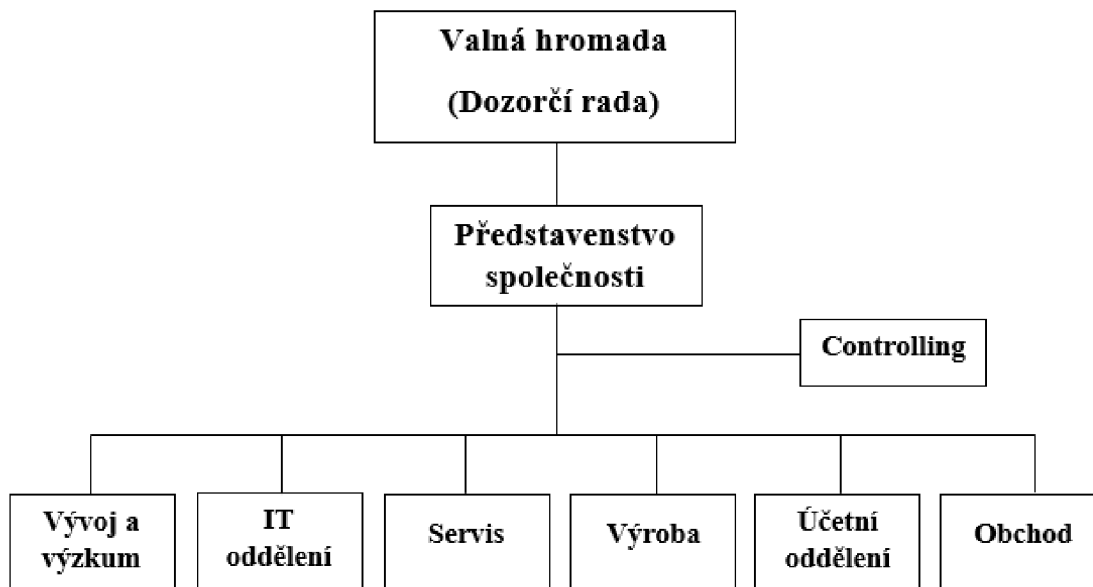 Valná hromada
(Dozorčí rada)
Představenstvo
společnosti
Controlling
Vývoj a
výzkum
IT
oddělení
Servis
Výroba
Účetní
oddělení
Obchod